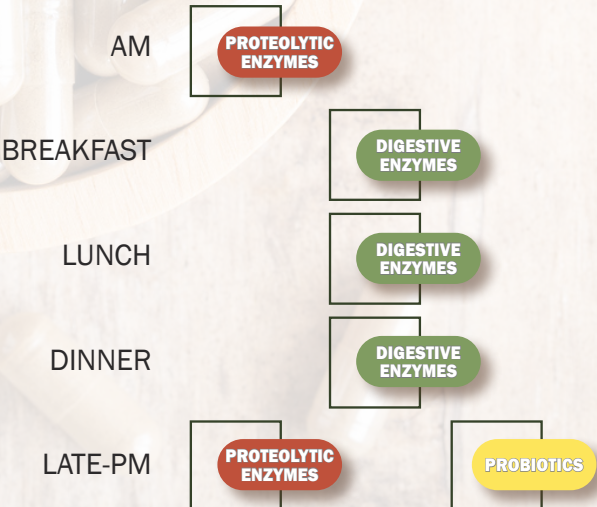 AM
PROTEOLYTIC
ENZYMES
BREAKFAST
DIGESTIVE
ENZYMES
LUNCH
DIGESTIVE
ENZYMES
DINNER
DIGESTIVE
ENZYMES
LATE-PM
PROTEOLYTIC
ENZYMES
PROBIOTICS